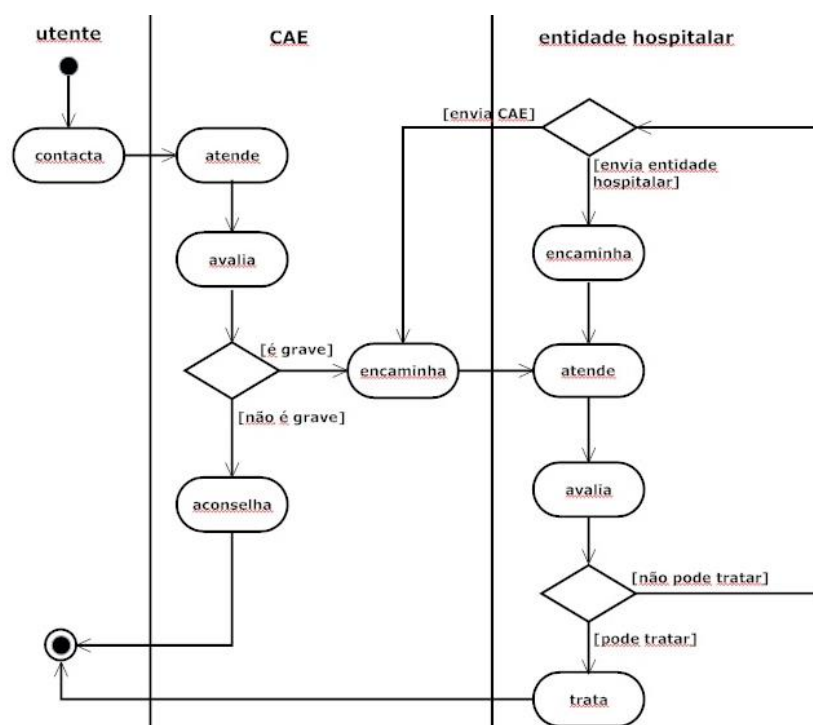 utente
CAE
entidade hospitalar
[envia CAE]
contacta
atende
[envia entidade
hospitalar]
avalia
encaminha
[é grave]
encaminha
atende
[não é grave]
aconselha
avalia
[não pode tratar]
[pode tratar]
trata